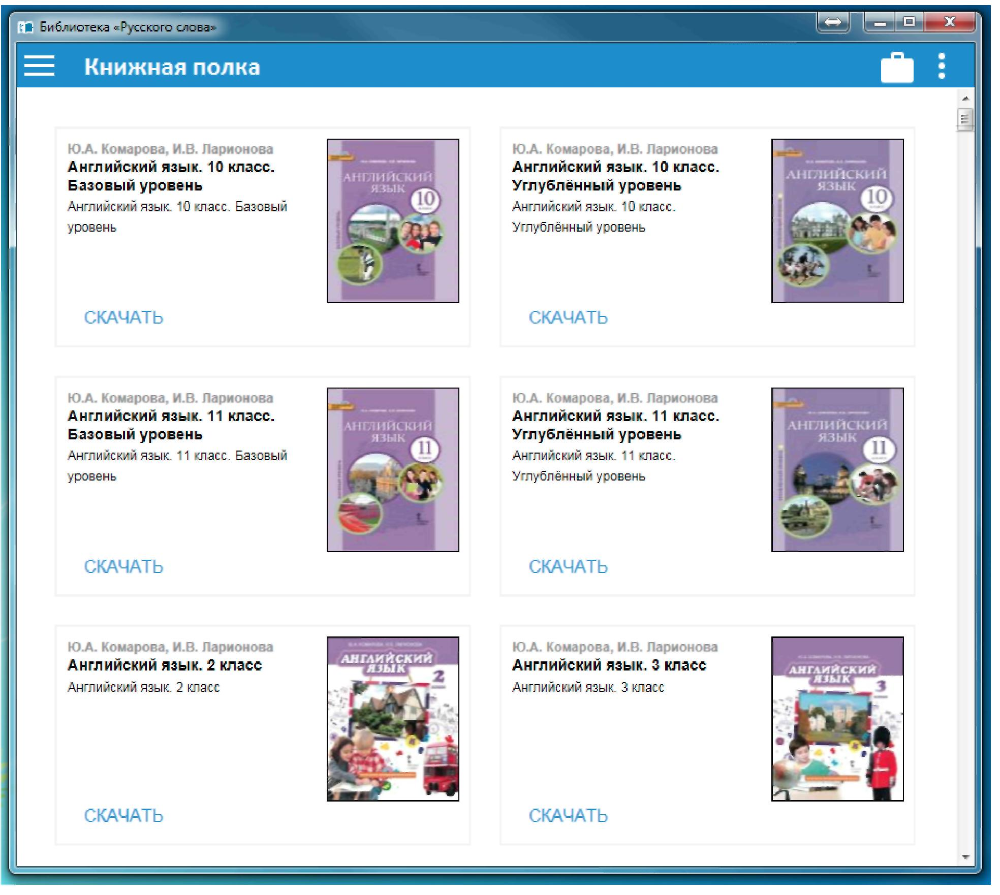 Библиотека «Русского слова»
Книжная полка
Ю.А. Комарова, И.В. Ларионова
Английский язык. 10 класс.
Базовый уровень
Английский язык. 10 класс. Базовый
уровень
АНГЛИЙСКИЙ
ЯЗЫК
10
СКАЧАТЬ
Ю.А. Комарова, И.В. Ларионова
Английский язык. 10 класс.
Углублённый уровень
Английский язык. 10 класс.
Углублённый уровень
АНГЛИЙСКИЙ
ЯЗЫК
10
СКАЧАТЬ
Ю.А. Комарова, И.В. Ларионова
Английский язык. 11 класс.
Базовый уровень
Английский язык. 11 класс. Базовый
уровень
АНГЛИЙСКИЙ
ЯЗЫК
11
СКАЧАТЬ
Ю.А. Комарова, И.В. Ларионова
Английский язык. 11 класс.
Углублённый уровень
Английский язык. 11 класс.
Углублённый уровень
АНГЛИЙСКИЙ
ЯЗЫК
11
СКАЧАТЬ
Ю.А. Комарова, И.В. Ларионова
Английский язык. 2 класс
Английский язык. 2 класс
АНГЛИЙСКИЙ
ЯЗЫК
2
СКАЧАТЬ
Ю.А. Комарова, И.В. Ларионова
Английский язык. 3 класс
Английский язык. 3 класс
АНГЛИЙСКИЙ
ЯЗЫК
3
СКАЧАТЬ